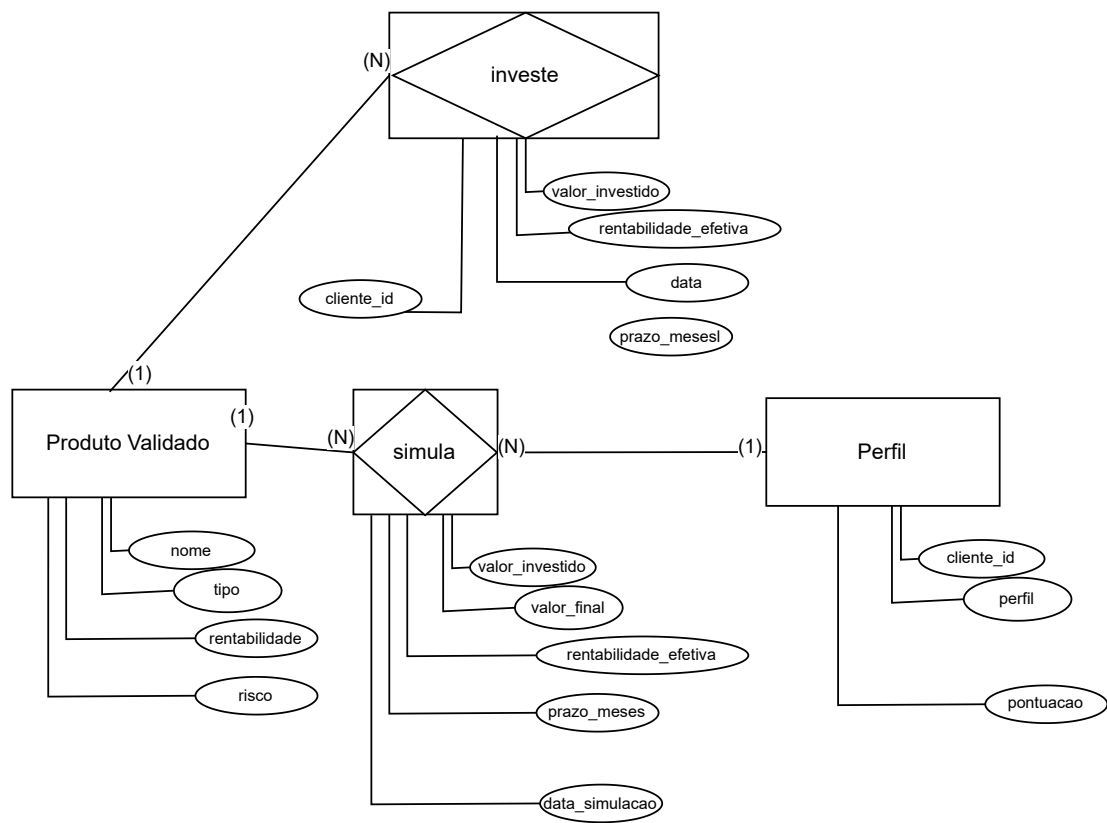 investe
(N)
valor_investido
rentabilidade_efetiva
data
cliente_id
prazo_mesesl
(1)
Produto Validado
(1)
(N)
simula
(N)
(1)
Perfil
nome
tipo
rentabilidade
risco
valor_investido
valor_final
rentabilidade_efetiva
prazo_meses
data_simulacao
cliente_id
perfil
pontuacao